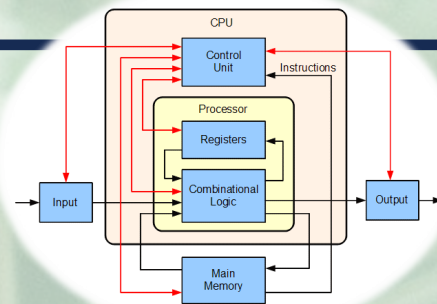 CPU
Control
Unit
Instructions
Processor
Registers
Combinational
Logic
Input
Output
Main
Memory